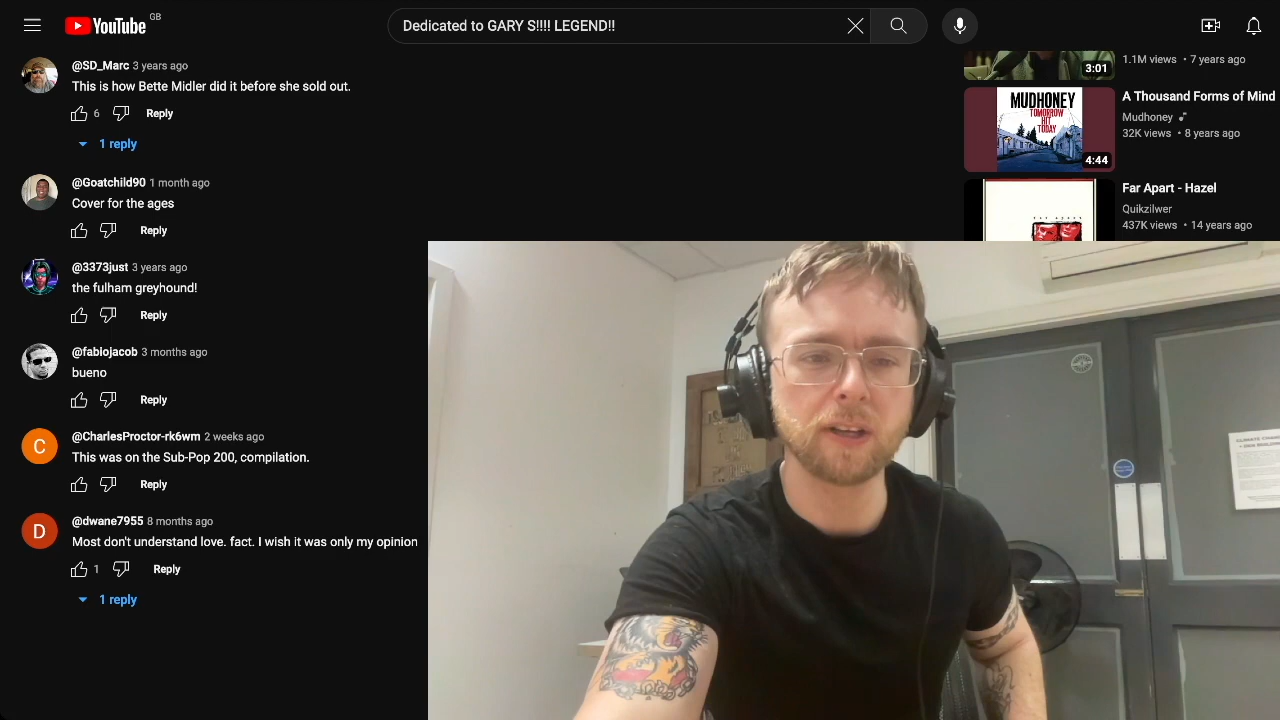 YouTube GB
Dedicated to GARY S!!!! LEGEND!!
@SD_Marc 3 years ago
This is how Bette Midler did it before she sold out.
6 Reply
1 reply
@Goatchild90 1 month ago
Cover for the ages
Reply
@3373just 3 years ago
the fulham greyhound!
Reply
@fabiojacob 3 months ago
bueno
Reply
C
@CharlesProctor-rk6wm 2 weeks ago
This was on the Sub-Pop 200, compilation.
Reply
D
@dwane7955 8 months ago
Most don't understand love. fact. I wish it was only my opinion
1 Reply
1 reply
3:01
1.1M views • 7 years ago
MUDHONEY
TOMORROW
HIT
TODAY
4:44
A Thousand Forms of Mind
Mudhoney
32K views • 8 years ago
FAR APART
Far Apart - Hazel
Quikzilwer
437K views • 14 years ago